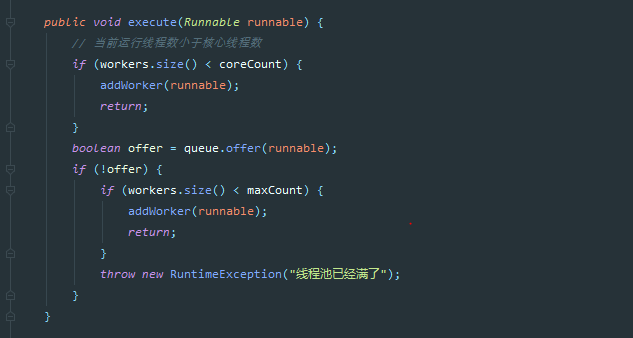 public void execute(Runnable runnable) {
// 当前运行线程数小于核心线程数
if (workers.size() < coreCount) {
addWorker(runnable);
return;
}
boolean offer = queue.offer(runnable);
if (!offer) {
if (workers.size() < maxCount) {
addWorker(runnable);
return;
}
throw new RuntimeException("线程池已经满了");
}
}